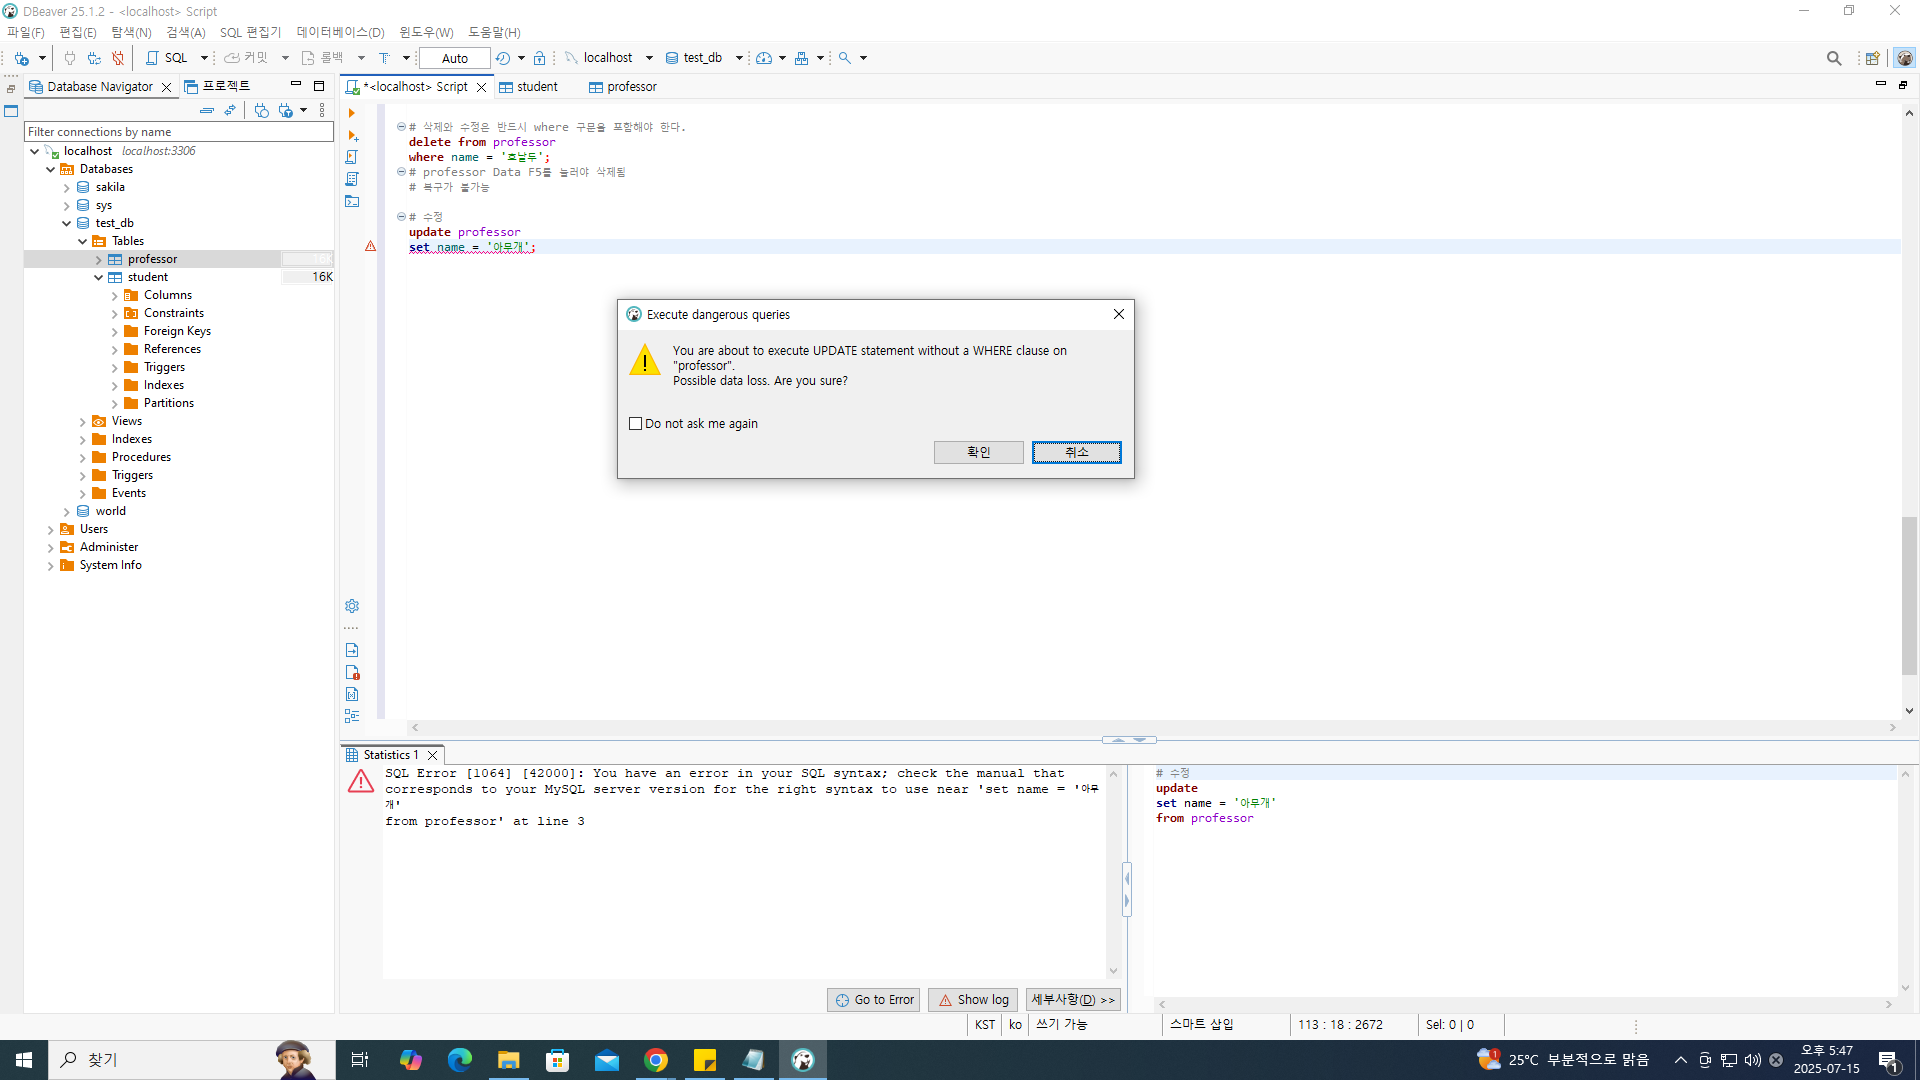 DBeaver 25.1.2 - <localhost> Script
파일(F) 편집(E) 탐색(N) 검색(A) SQL 편집기 데이터베이스(D) 윈도우(W) 도움말(H)
SQL 커밋 롤백 T Auto localhost test_db
Database Navigator 프로젝트
Filter connections by name
localhost localhost:3306
Databases
sakila
sys
test_db
Tables
professor 16K
student 16K
Columns
Constraints
Foreign Keys
References
Triggers
Indexes
Partitions
Views
Indexes
Procedures
Triggers
Events
world
Users
Administer
System Info
*<localhost> Script student professor
# 삭제와 수정은 반드시 where 구문을 포함해야 한다.
delete from professor
where name = '호날두';
# professor Data F5를 눌러야 삭제됨
# 복구가 불가능
# 수정
update professor
set name = '아무개';
Execute dangerous queries
You are about to execute UPDATE statement without a WHERE clause on
"professor".
Possible data loss. Are you sure?
Do not ask me again
확인 취소
Statistics 1
SQL Error [1064] [42000]: You have an error in your SQL syntax; check the manual that
corresponds to your MySQL server version for the right syntax to use near 'set name = '아무
개'
from professor' at line 3
Go to Error Show log 세부사항(D) >>
# 수정
update
set name = '아무개'
from professor
KST ko 쓰기 가능 스마트 삽입 113 : 18 : 2672 Sel: 0 | 0
찾기
1
25°C 부분적으로 맑음
오후 5:47
2025-07-15
1